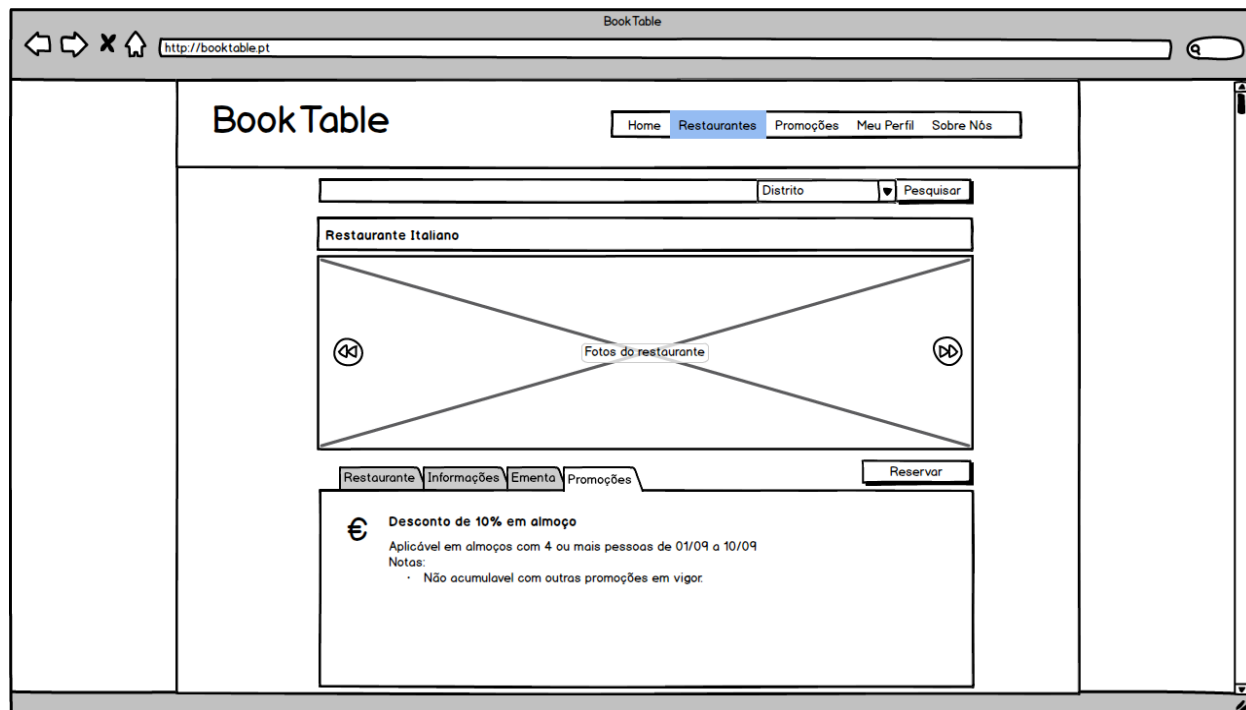 BookTable
http://booktable.pt
BookTable
Home Restaurantes Promoções Meu Perfil Sobre Nós
Distrito Pesquisar
Restaurante Italiano
Fotos do restaurante
Reservar
Restaurante Informações Ementa Promoções
€ Desconto de 10% em almoço
Aplicável em almoços com 4 ou mais pessoas de 01/09 a 10/09
Notas:
· Não acumulavel com outras promoções em vigor.